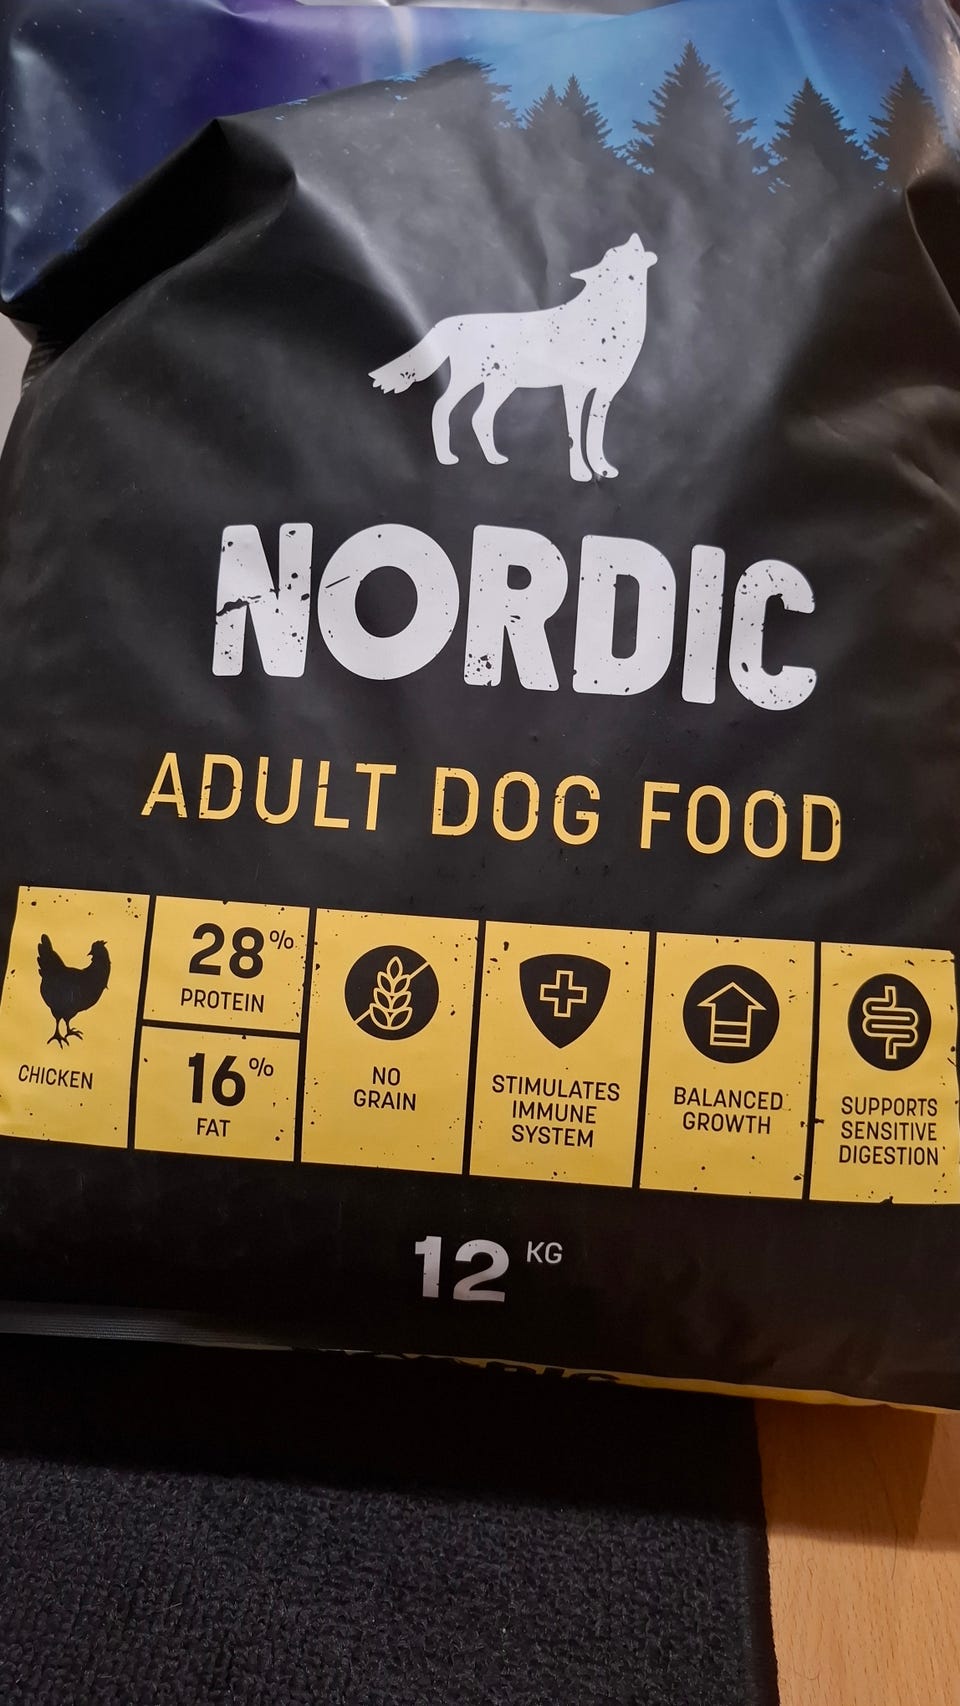 NORDIC
ADULT DOG FOOD
CHICKEN
28%
PROTEIN
16%
FAT
NO
GRAIN
STIMULATES
IMMUNE
SYSTEM
BALANCED
GROWTH
SUPPORTS
SENSITIVE
DIGESTION
12 KG